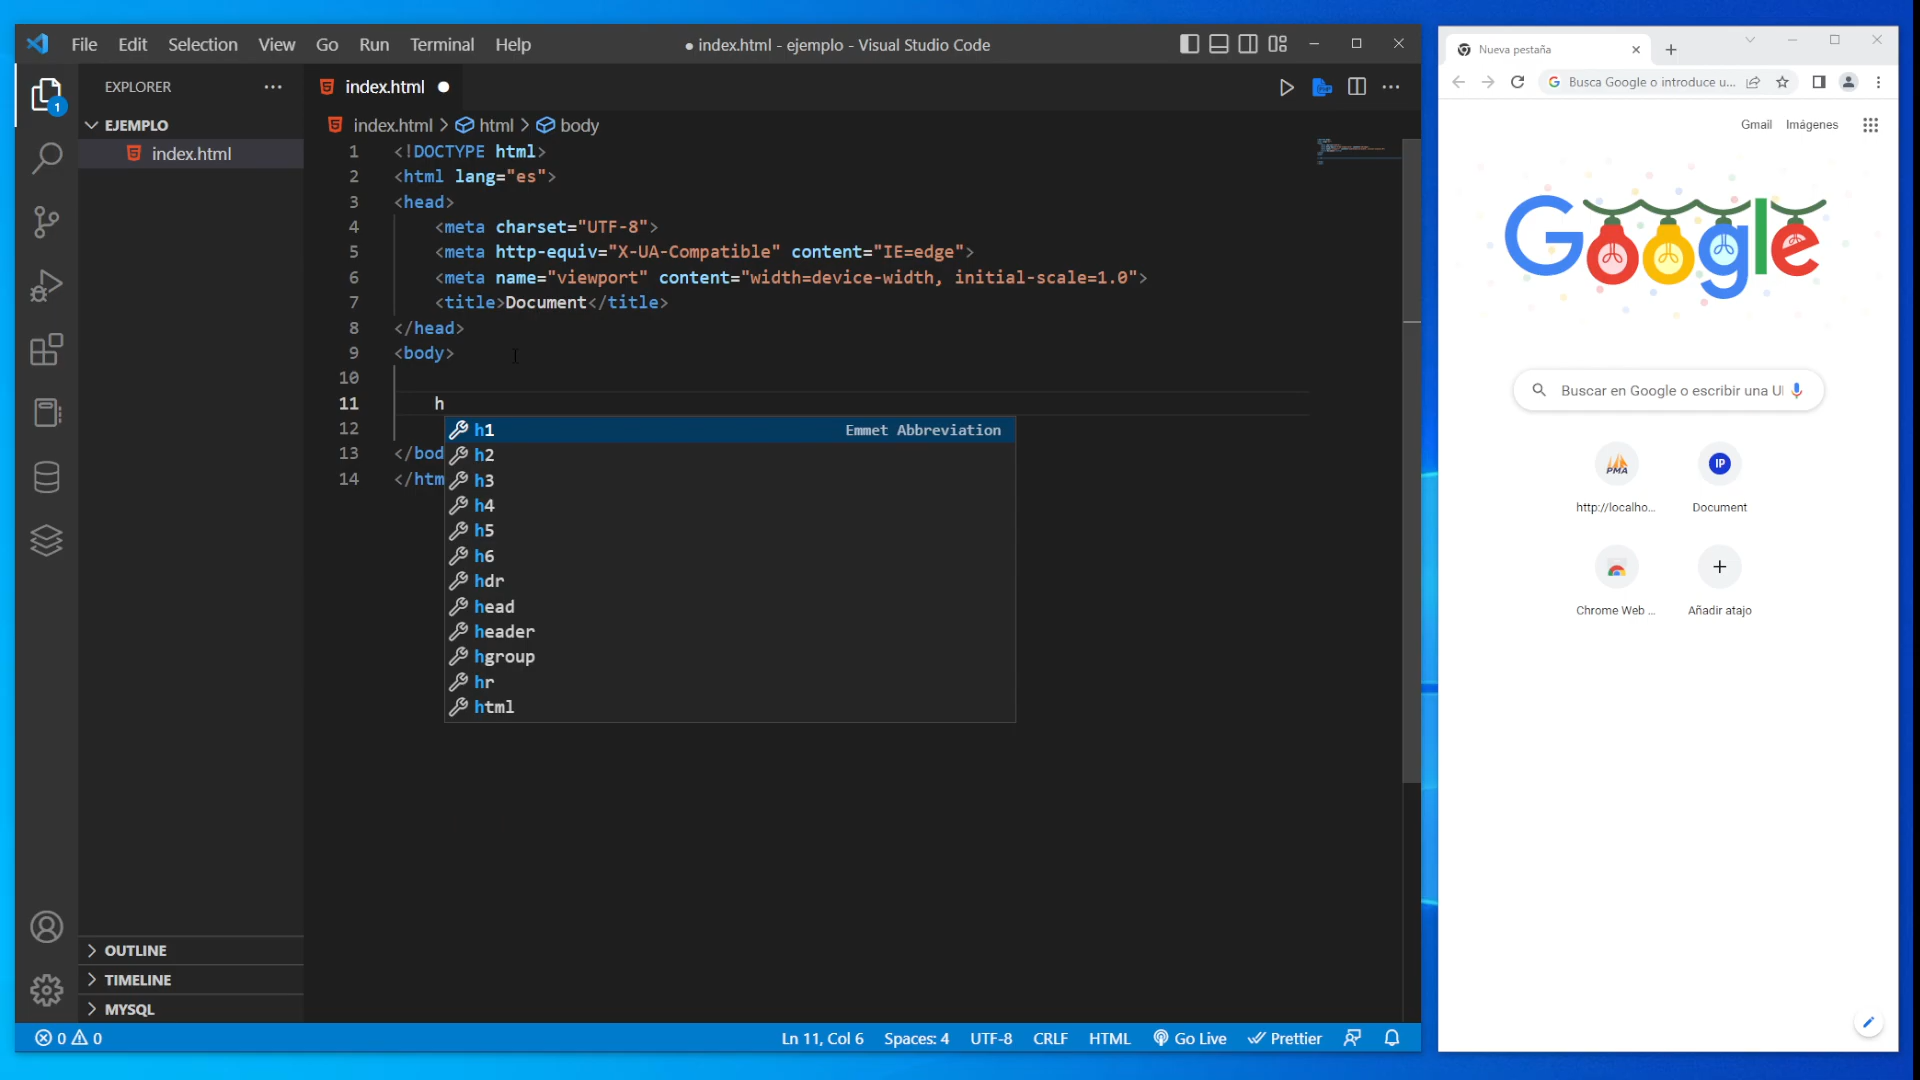 File Edit Selection View Go Run Terminal Help
● index.html - ejemplo - Visual Studio Code
1
EXPLORER
EJEMPLO
index.html
OUTLINE
TIMELINE
MYSQL
index.html
index.html > html > body
1 <!DOCTYPE html>
2 <html lang="es">
3 <head>
4 <meta charset="UTF-8">
5 <meta http-equiv="X-UA-Compatible" content="IE=edge">
6 <meta name="viewport" content="width=device-width, initial-scale=1.0">
7 <title>Document</title>
8 </head>
9 <body>
10
11 h
12
13 </bod
14 </htm
h1 Emmet Abbreviation
h2
h3
h4
h5
h6
hdr
head
header
hgroup
hr
html
0 0 Ln 11, Col 6 Spaces: 4 UTF-8 CRLF HTML Go Live Prettier
Nueva pestaña
Busca Google o introduce u...
Gmail Imágenes
Google
Buscar en Google o escribir una UI
PMA
http://localho...
IP
Document
Chrome Web ...
Añadir atajo